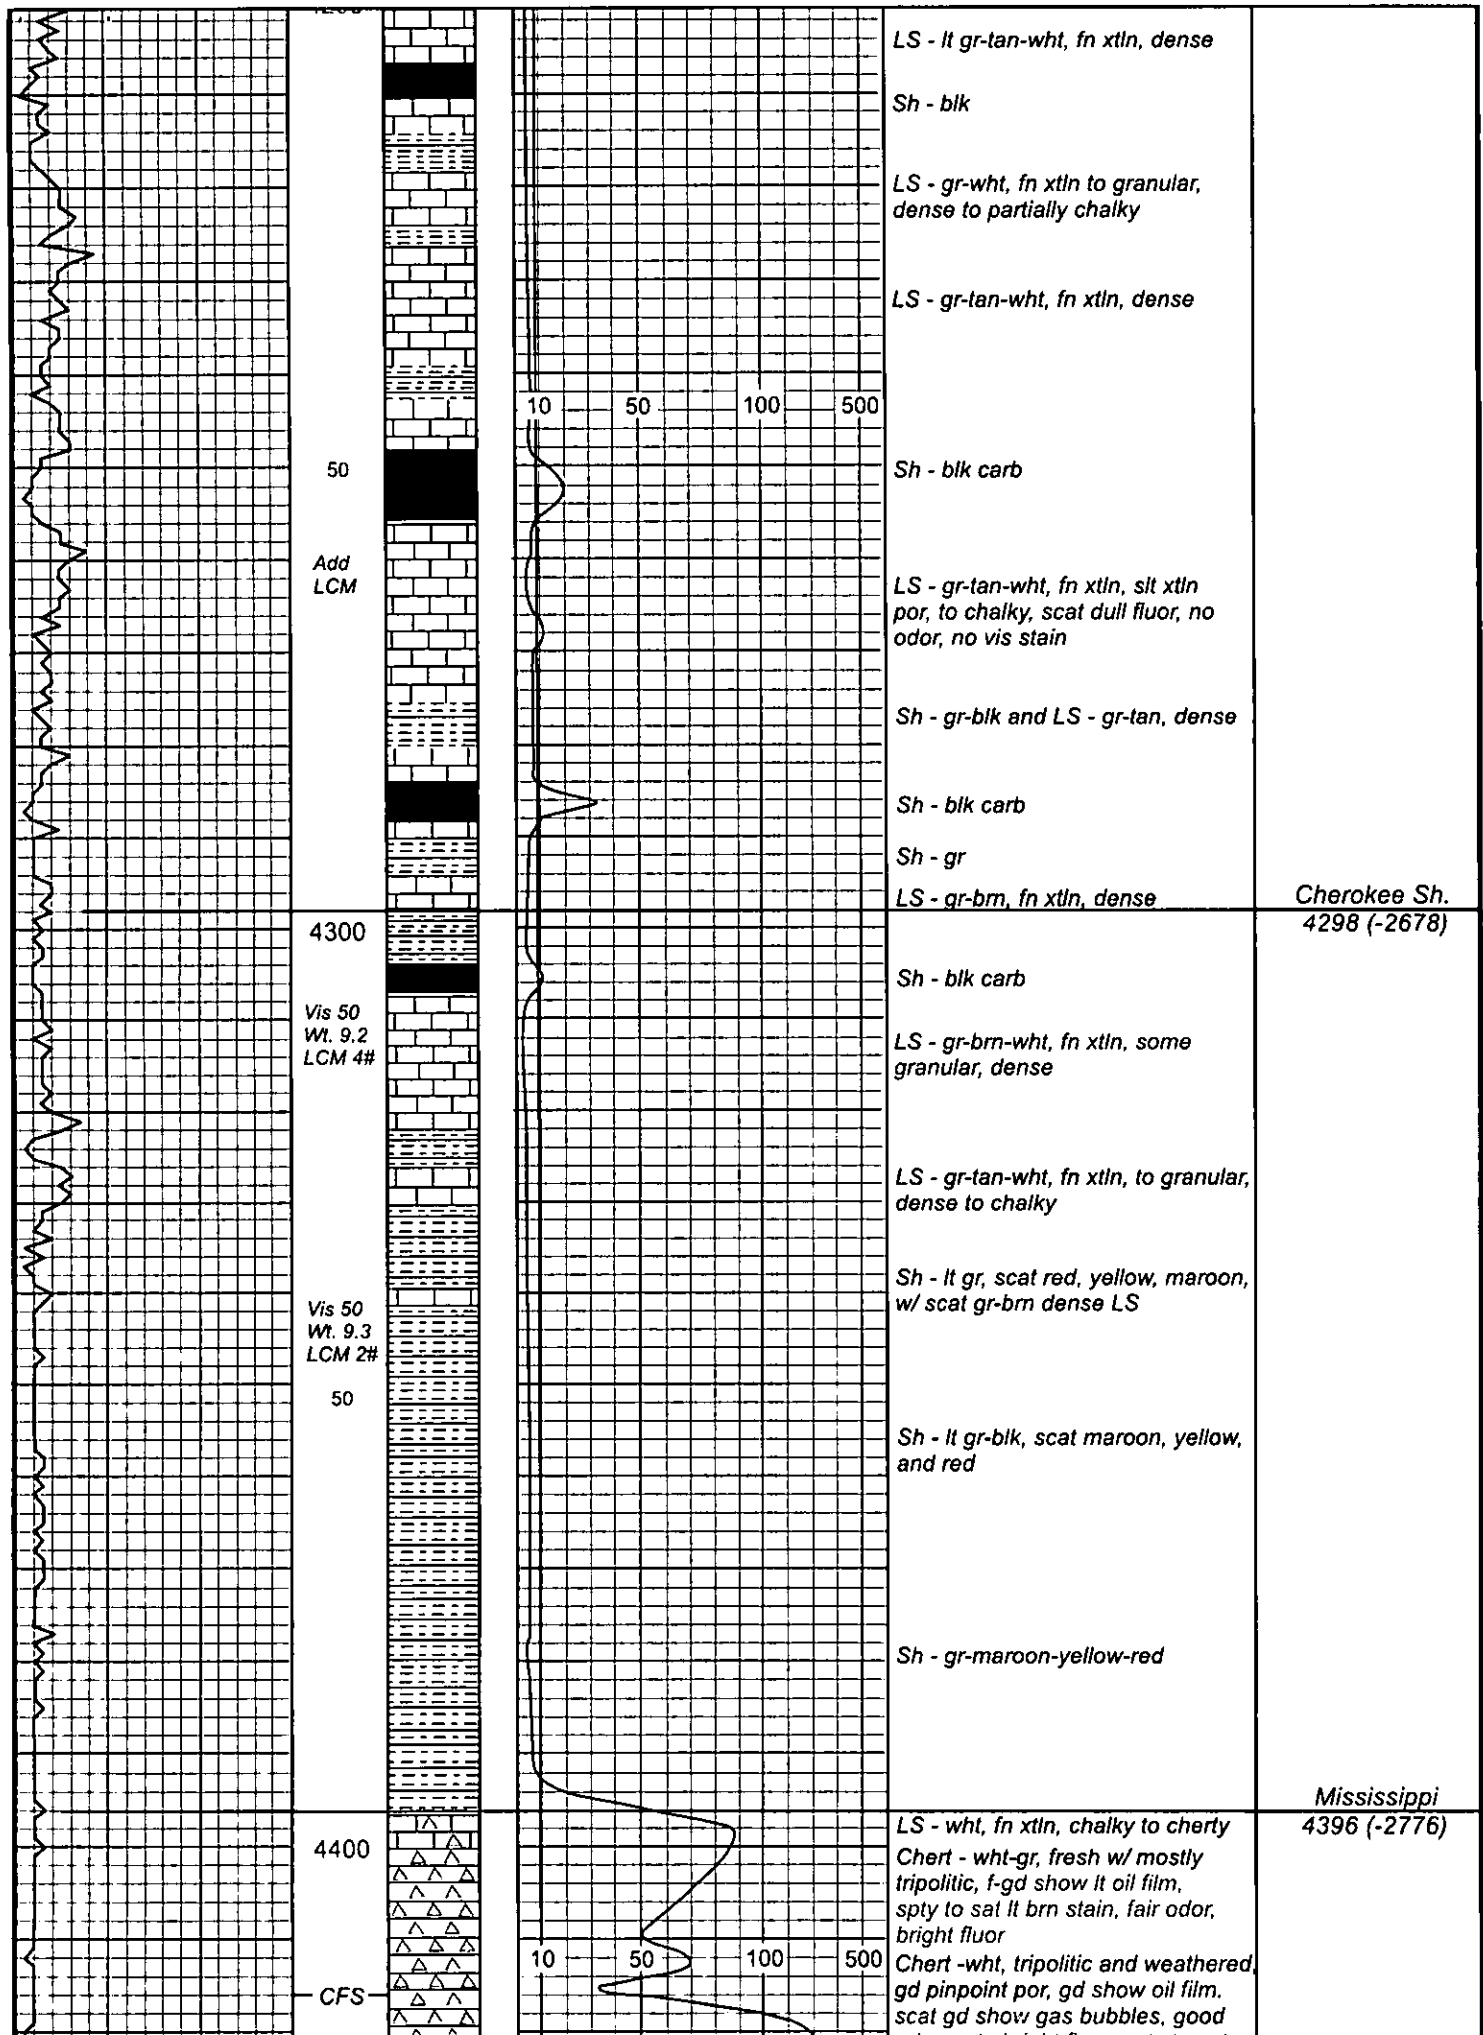 LS - lt gr-tan-wht, fn xtln, dense
Sh - blk
LS - gr-wht, fn xtln to granular,
dense to partially chalky
LS - gr-tan-wht, fn xtln, dense
10 50 100 500
50
Sh - blk carb
Add
LCM
LS - gr-tan-wht, fn xtln, slt xtln
por, to chalky, scat dull fluor, no
odor, no vis stain
Sh - gr-blk and LS - gr-tan, dense
Sh - blk carb
Sh - gr
LS - gr-brn, fn xtln, dense
Cherokee Sh.
4298 (-2678)
4300
Sh - blk carb
Vis 50
Wt. 9.2
LCM 4#
LS - gr-brn-wht, fn xtln, some
granular, dense
LS - gr-tan-wht, fn xtln, to granular,
dense to chalky
Sh - lt gr, scat red, yellow, maroon,
w/ scat gr-brn dense LS
Vis 50
Wt. 9.3
LCM 2#
50
Sh - lt gr-blk, scat maroon, yellow,
and red
Sh - gr-maroon-yellow-red
Mississippi
4396 (-2776)
LS - wht, fn xtln, chalky to cherty
4400
Chert - wht-gr, fresh w/ mostly
tripolitic, f-gd show lt oil film,
spty to sat lt brn stain, fair odor,
bright fluor
10 50 100 500
Chert -wht, tripolitic and weathered,
gd pinpoint por, gd show oil film.
scat gd show gas bubbles, good
CFS